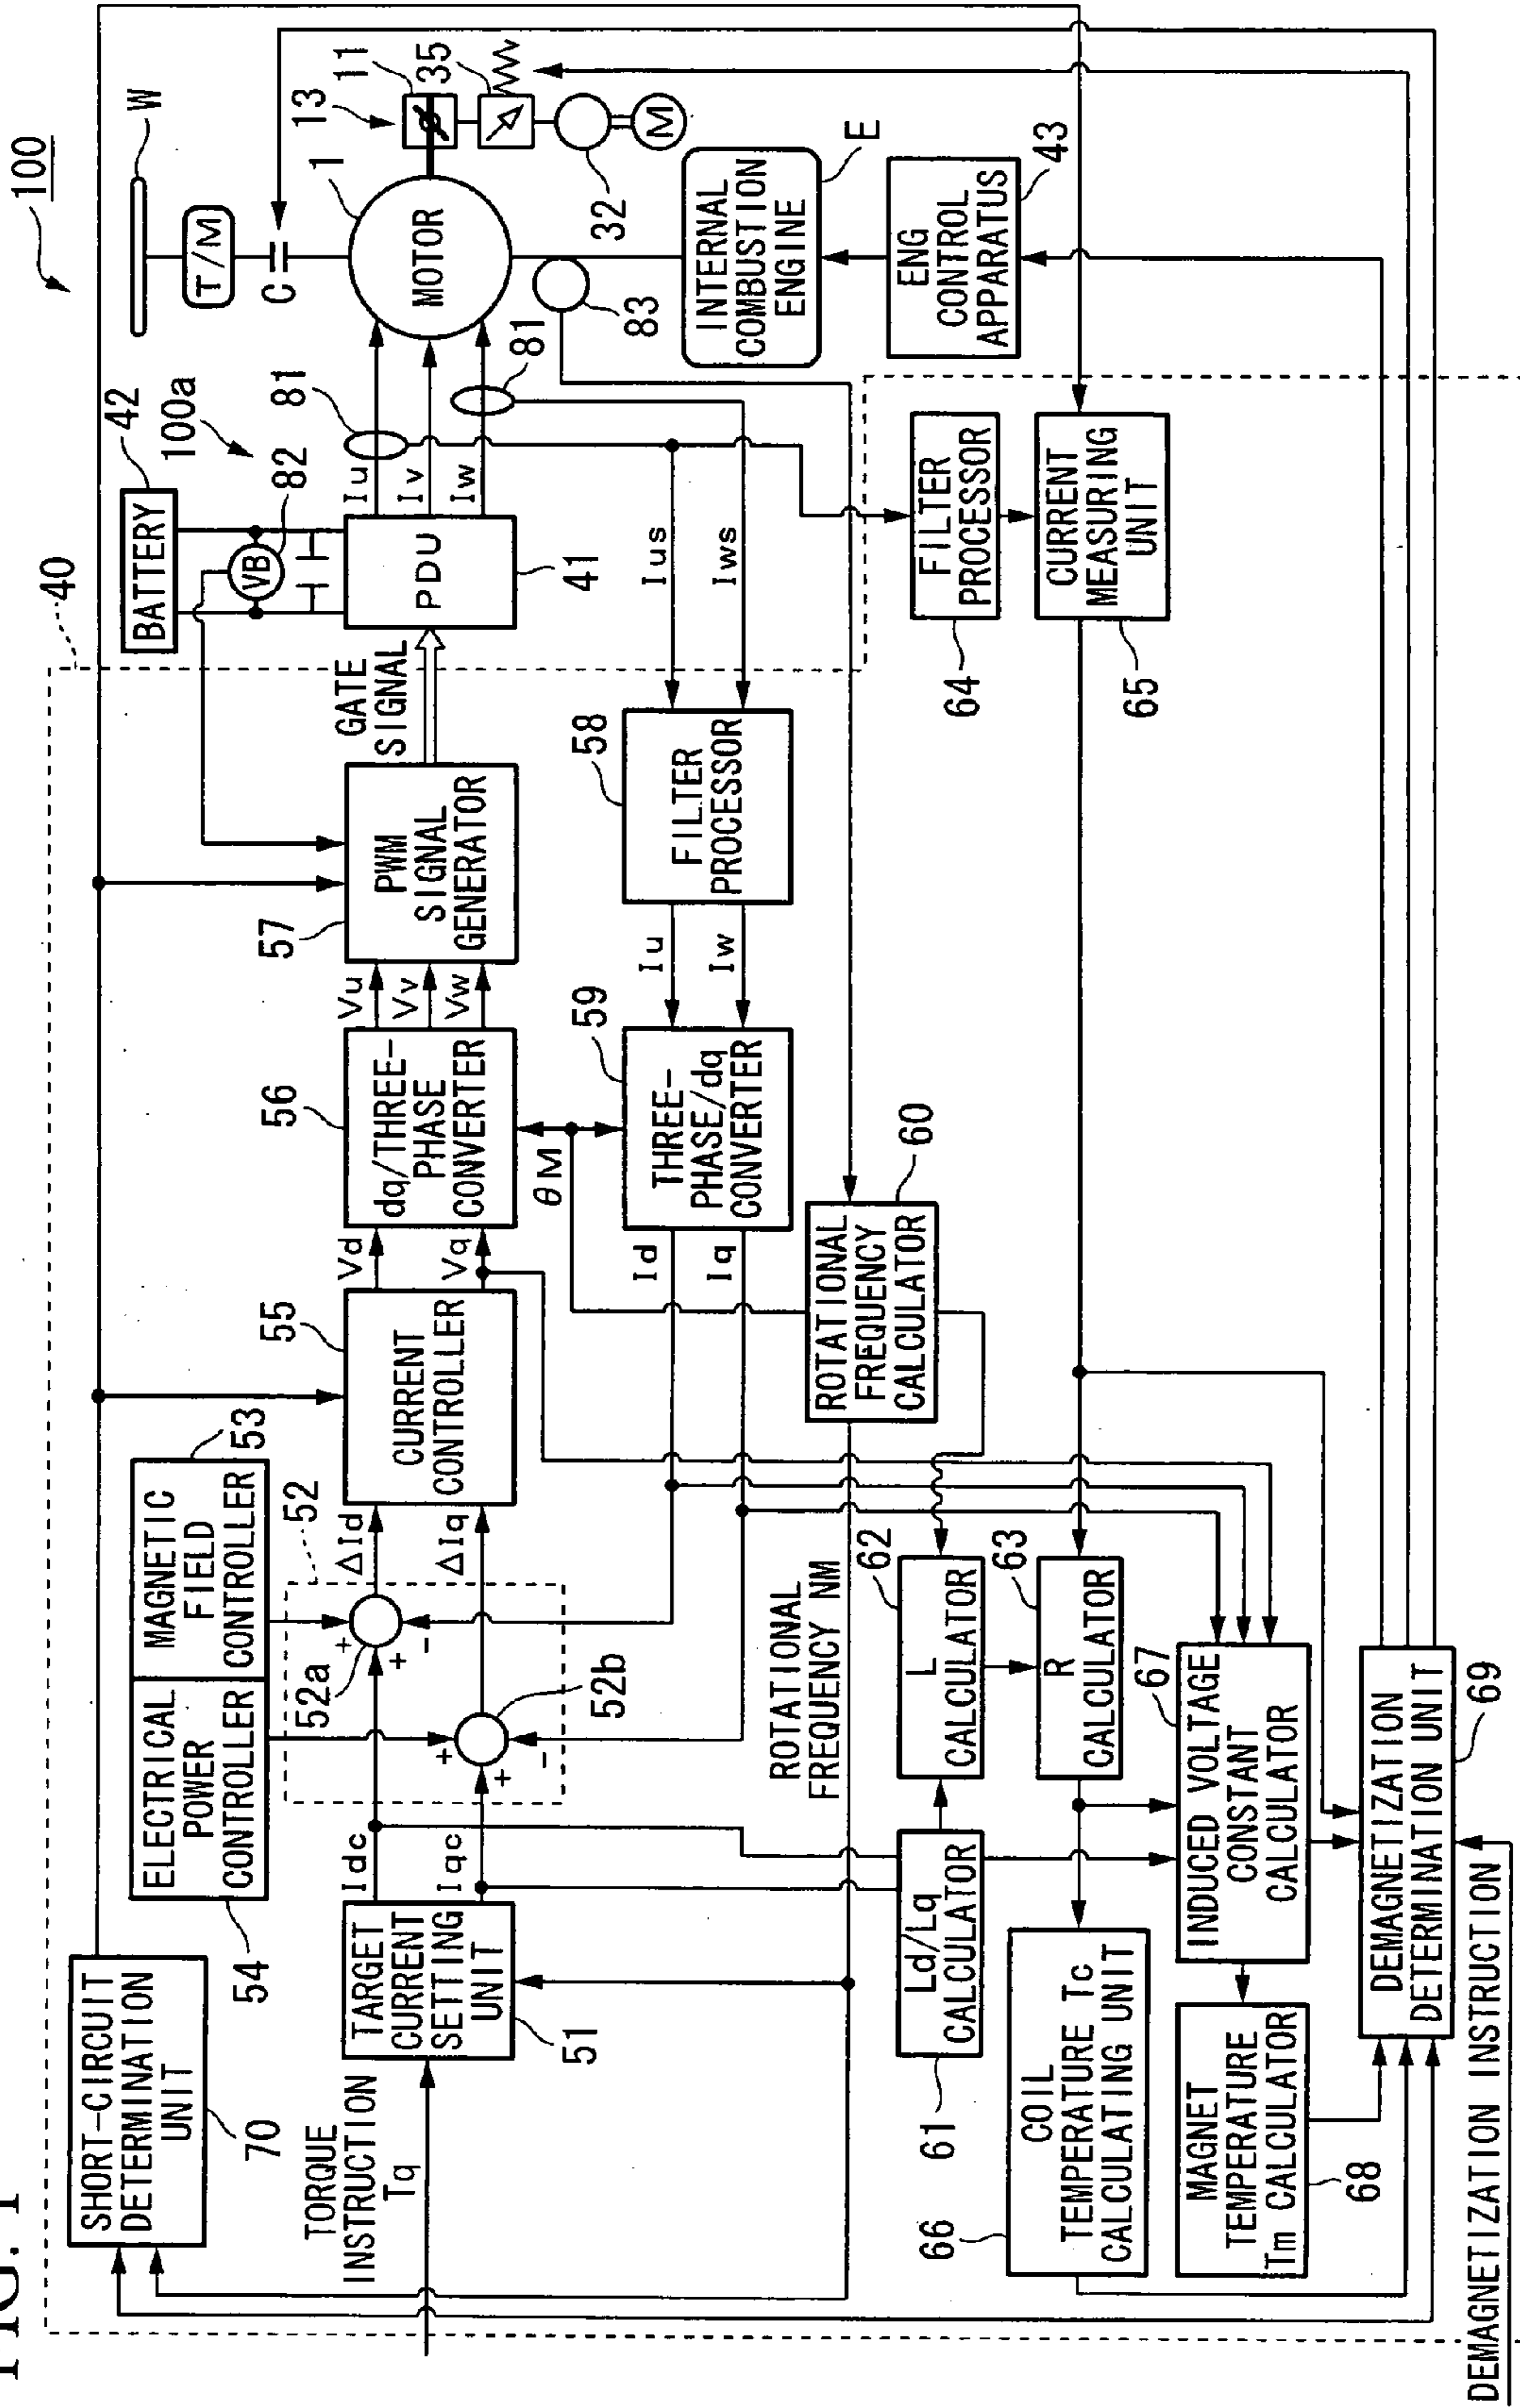 FIG. 1
100
40
SHORT-CIRCUIT
DETERMINATION
UNIT
70
ELECTRICAL
POWER
CONTROLLER
54
MAGNETIC
FIELD
CONTROLLER
53
BATTERY
42
100a
VB
82
W
T/M
C
TORQUE
INSTRUCTION
Tq
TARGET
CURRENT
SETTING
UNIT
51
Idc
Iqc
52
52a
+
+
-
52b
+
+
-
ΔId
ΔIq
CURRENT
CONTROLLER
55
Vd
Vq
dq/THREE-
PHASE
CONVERTER
56
Vu
Vv
Vw
PWM
SIGNAL
GENERATOR
57
GATE
SIGNAL
PDU
41
Iu
Iv
Iw
81
81
MOTOR
1
13
11
35
32
M
83
θM
Id
Iq
THREE-
PHASE/dq
CONVERTER
59
Iu
Iw
FILTER
PROCESSOR
58
Ius
Iws
INTERNAL
COMBUSTION
ENGINE
E
ENG
CONTROL
APPARATUS
43
ROTATIONAL
FREQUENCY NM
ROTATIONAL
FREQUENCY
CALCULATOR
60
Ld/Lq
CALCULATOR
61
L
CALCULATOR
62
R
CALCULATOR
63
FILTER
PROCESSOR
64
CURRENT
MEASURING
UNIT
65
COIL
TEMPERATURE Tc
CALCULATING UNIT
66
INDUCED VOLTAGE
CONSTANT
CALCULATOR
67
MAGNET
TEMPERATURE
Tm CALCULATOR
68
DEMAGNETIZATION
DETERMINATION UNIT
69
DEMAGNETIZATION INSTRUCTION